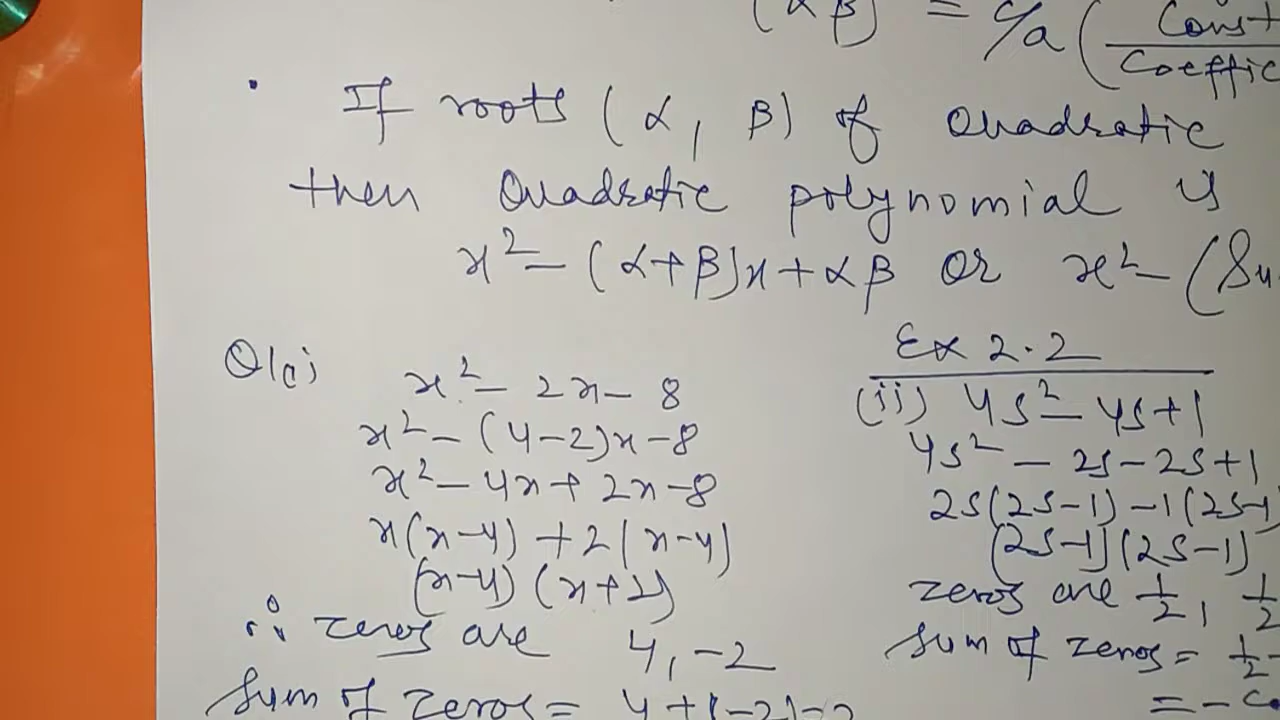 (αβ) = c/a (Const / Coeffic
· If roots (α, β) of Quadratic
then Quadratic polynomial is
x² - (α+β)x + αβ or x² - (Su
Ex 2.2
Q1(i) x² - 2x - 8
x² - (4-2)x - 8
x² - 4x + 2x - 8
x(x-4) + 2(x-4)
(x-4) (x+2)
∴ zeros are 4, -2
Sum of zeros = 4+(-2)=2
(ii) 4s² - 4s + 1
4s² - 2s - 2s + 1
2s(2s-1) - 1(2s-1)
(2s-1)(2s-1)
zeros are 1/2, 1/2
Sum of zeros = 1/2
= - co